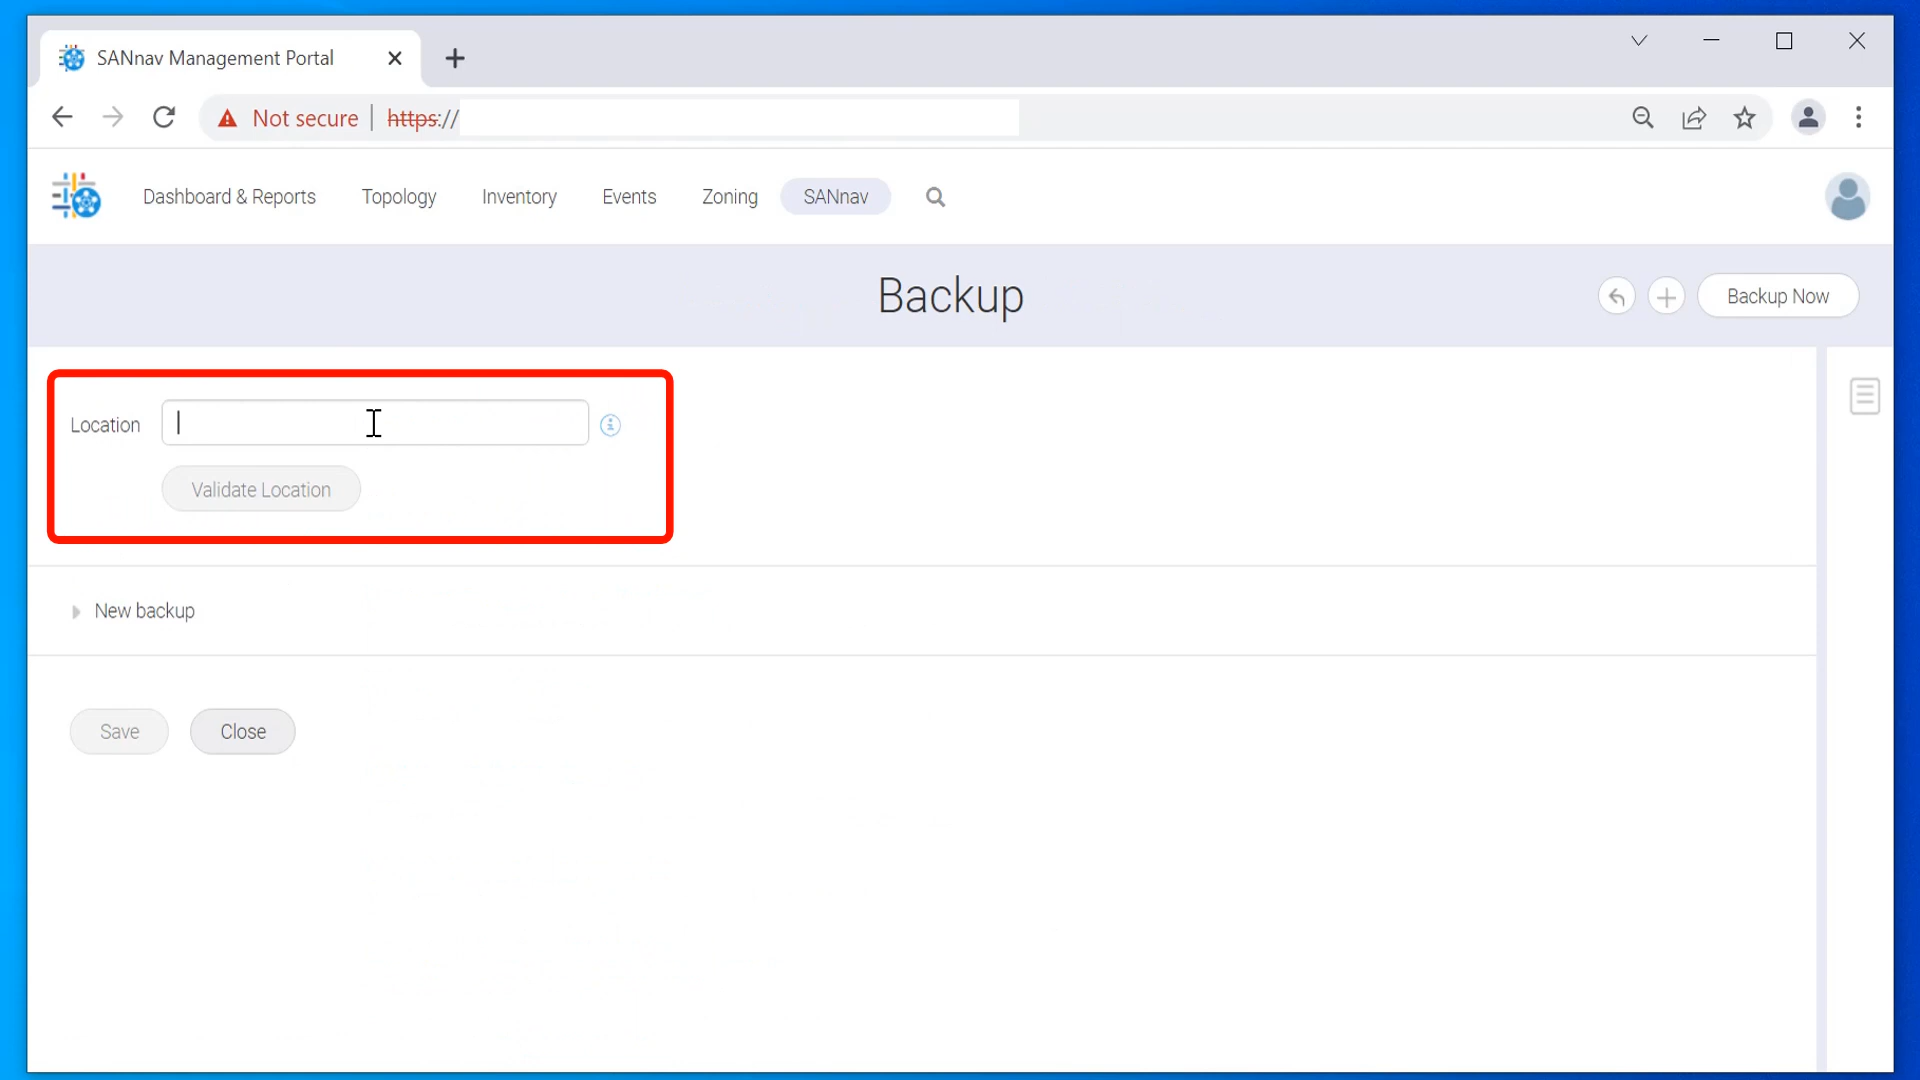 SANnav Management Portal
Not secure https://
Dashboard & Reports Topology Inventory Events Zoning SANnav
Backup
Backup Now
Location
Validate Location
New backup
Save Close